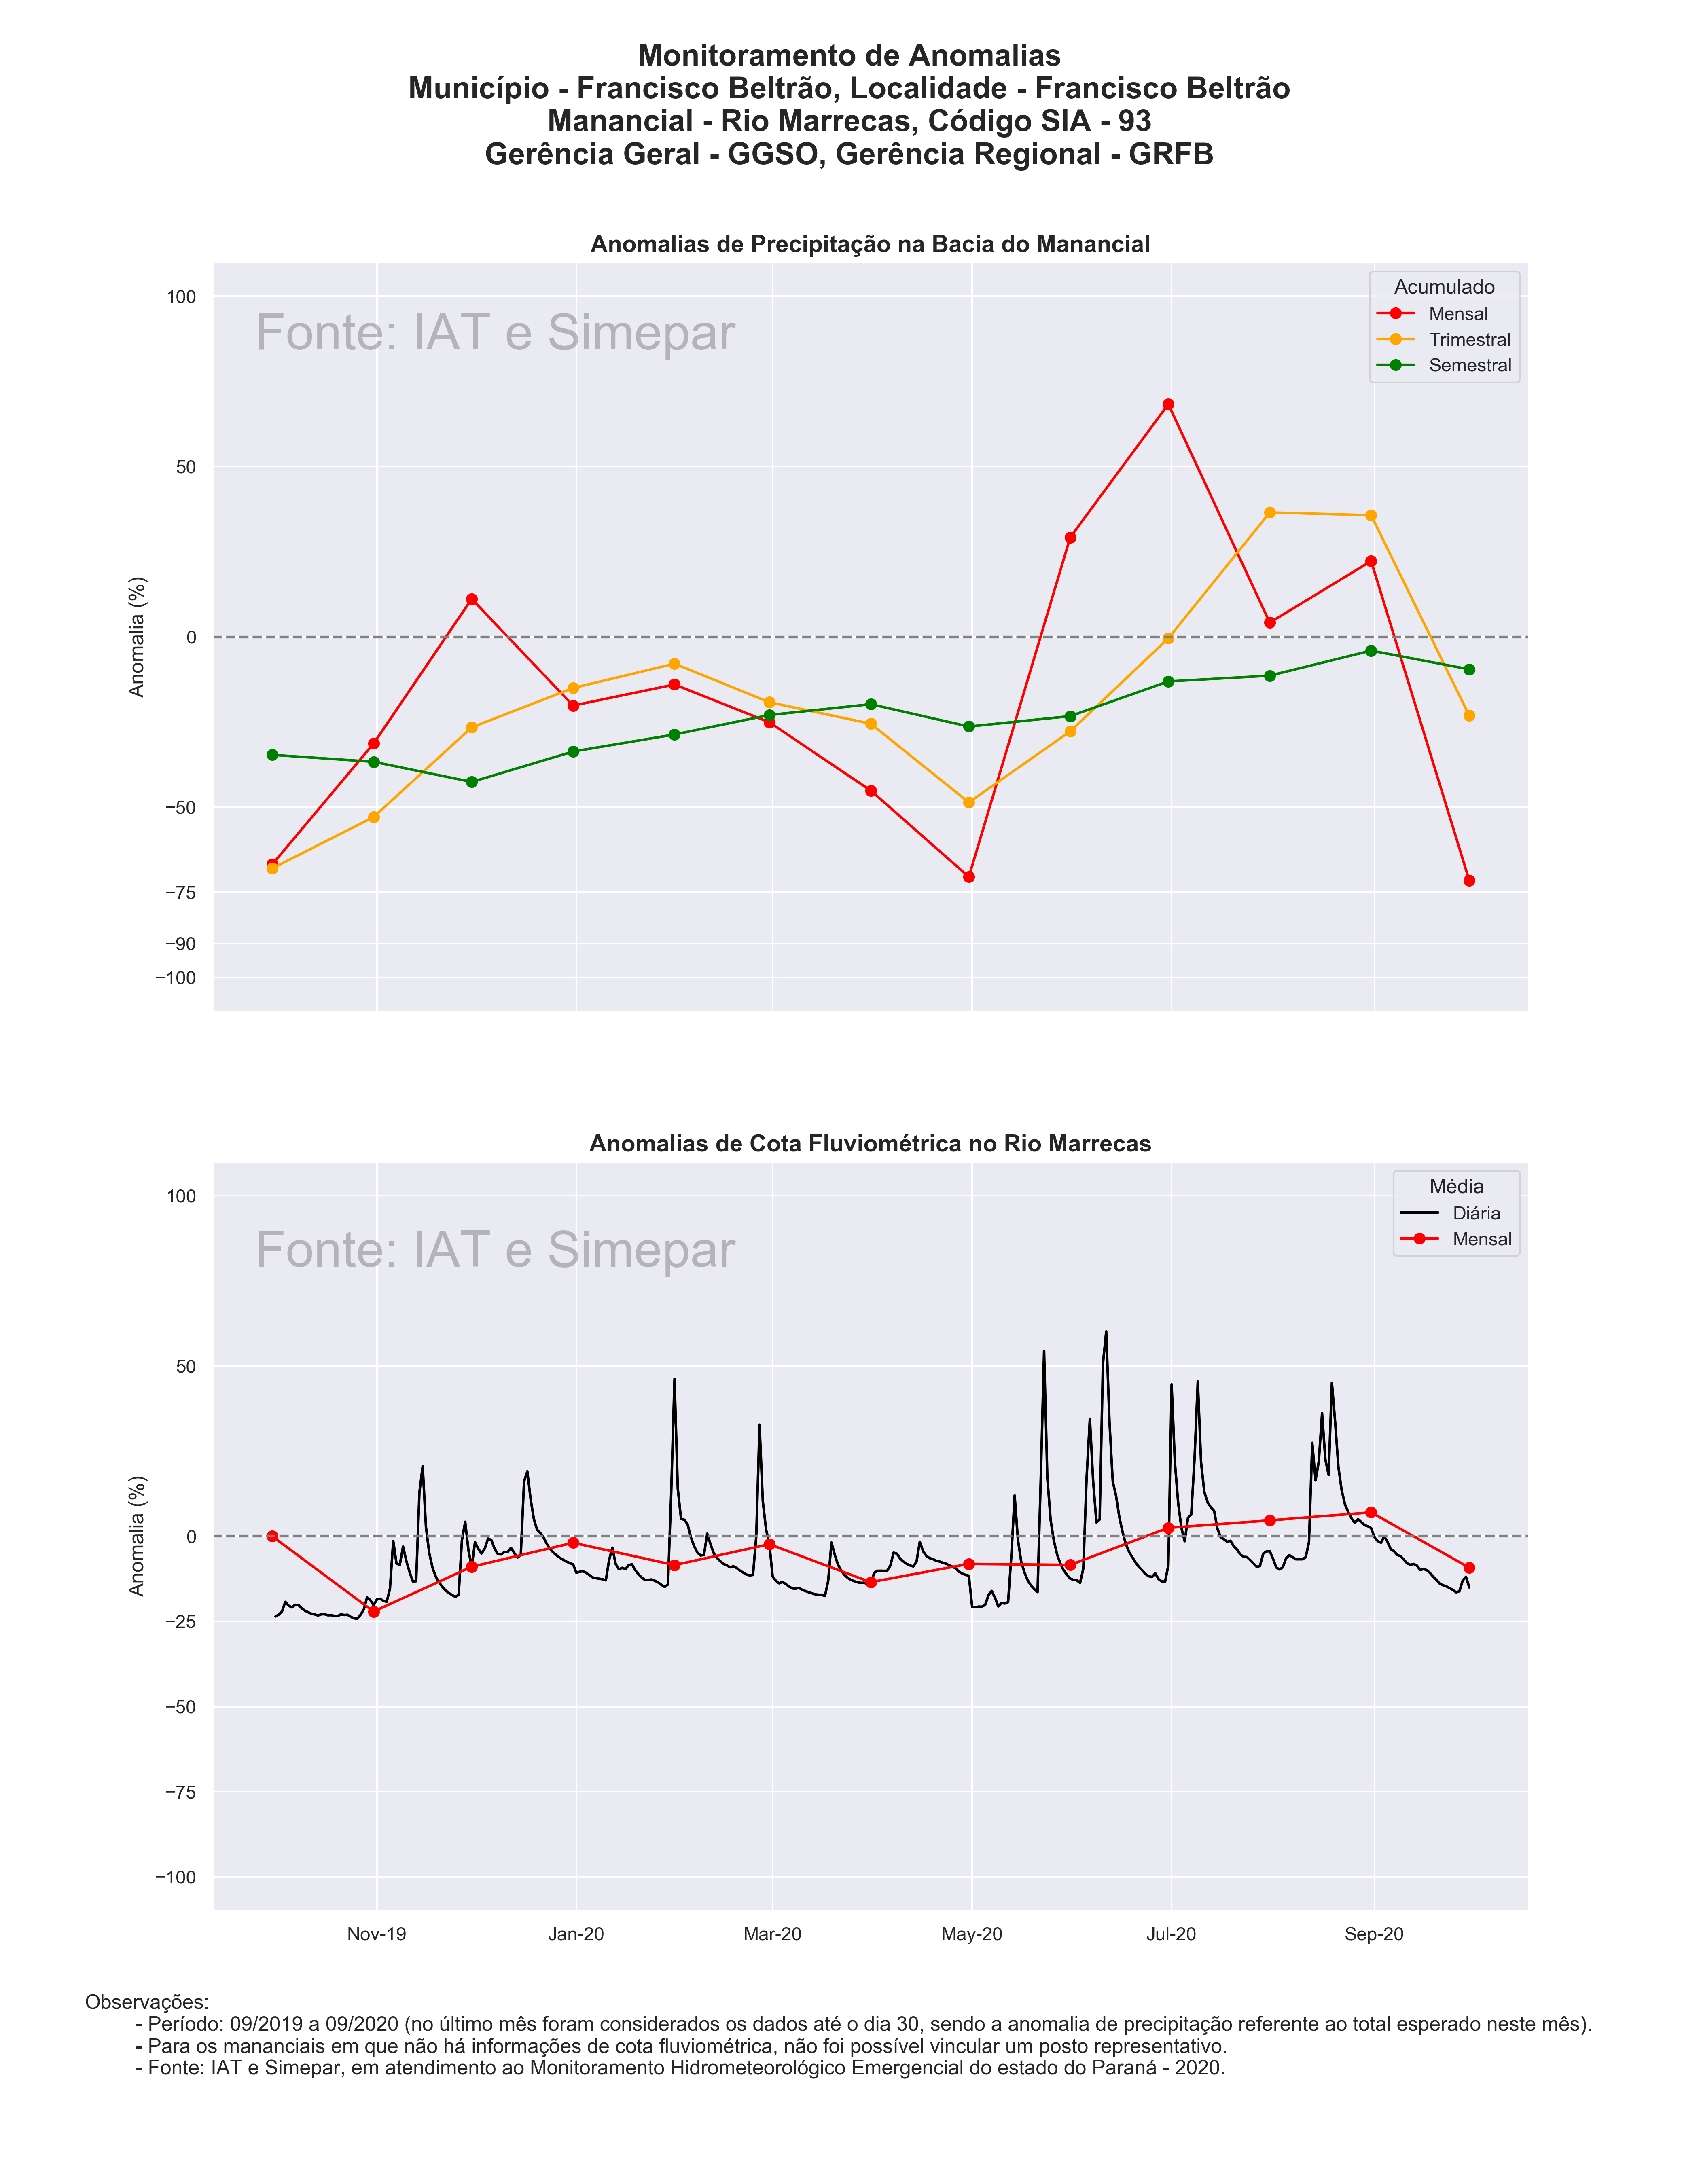 Monitoramento de Anomalias
Município - Francisco Beltrão, Localidade - Francisco Beltrão
Manancial - Rio Marrecas, Código SIA - 93
Gerência Geral - GGSO, Gerência Regional - GRFB
Anomalias de Precipitação na Bacia do Manancial
Fonte: IAT e Simepar
Acumulado
Mensal
Trimestral
Semestral
Anomalia (%)
100
50
0
−50
−75
−90
−100
Anomalias de Cota Fluviométrica no Rio Marrecas
Fonte: IAT e Simepar
Média
Diária
Mensal
Anomalia (%)
100
50
0
−25
−50
−75
−100
Nov-19 Jan-20 Mar-20 May-20 Jul-20 Sep-20
Observações:
- Período: 09/2019 a 09/2020 (no último mês foram considerados os dados até o dia 30, sendo a anomalia de precipitação referente ao total esperado neste mês).
- Para os mananciais em que não há informações de cota fluviométrica, não foi possível vincular um posto representativo.
- Fonte: IAT e Simepar, em atendimento ao Monitoramento Hidrometeorológico Emergencial do estado do Paraná - 2020.